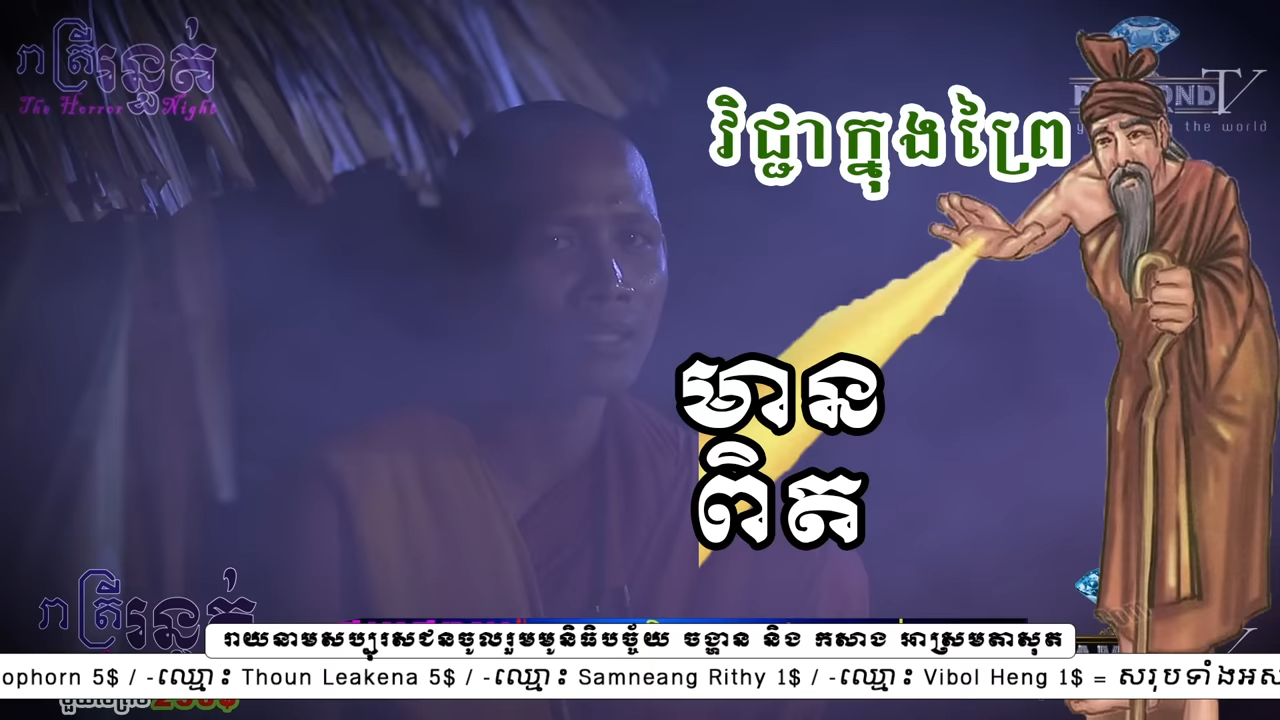 រាត្រីរន្ធត់
The Horror Night
TV
the world
វិជ្ជាក្នុងព្រៃ
មាន
ពិត
រាត្រីរន្ធត់
រាយនាមសប្បុរសជនចូលរួមមូនិធិបច្ច័យ ចង្ហាន និង កសាង អាស្រមតាសុត
ophorn 5$ / -ឈ្មោះ Thoun Leakena 5$ / -ឈ្មោះ Samneang Rithy 1$ / -ឈ្មោះ Vibol Heng 1$ = សរុបទាំងអស